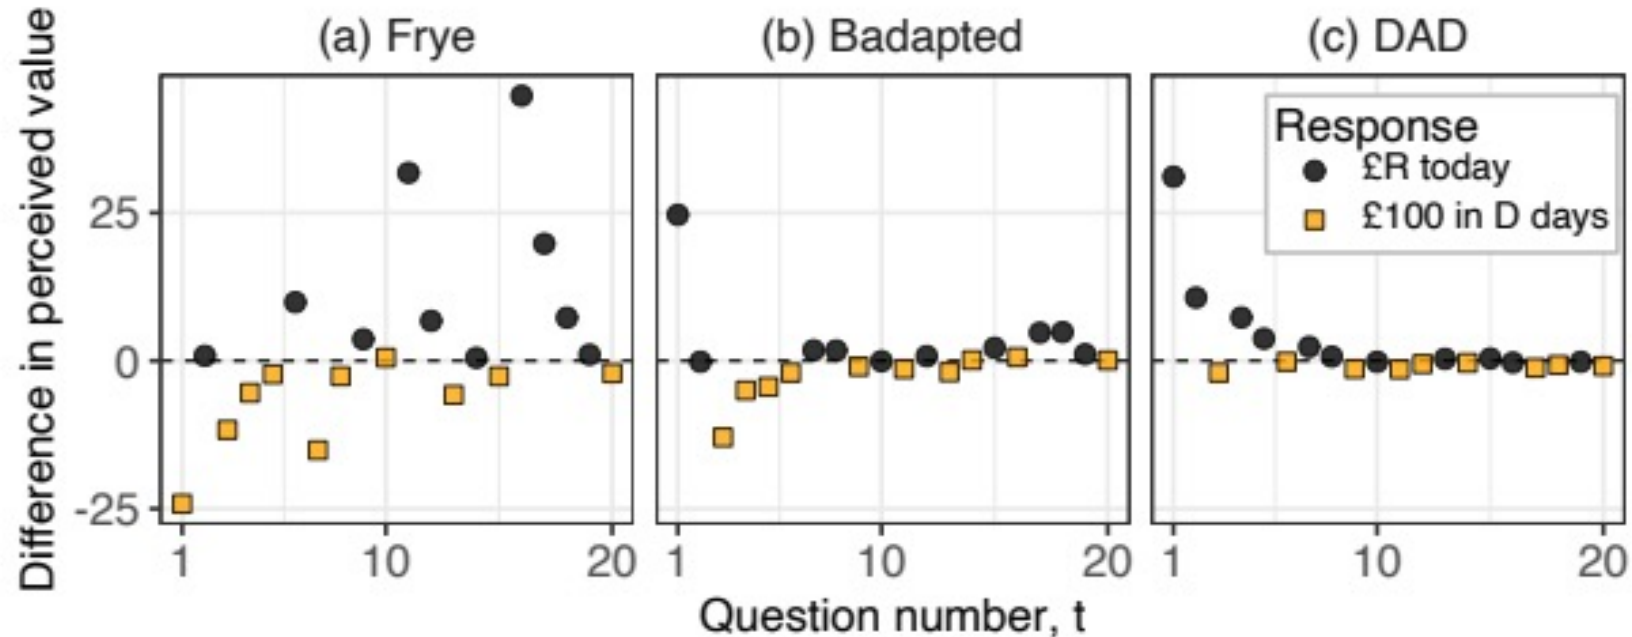 (a) Frye
(b) Badapted
(c) DAD
Difference in perceived value
25
0
-25
Response
£R today
£100 in D days
1 10 20
1 10 20
1 10 20
Question number, t